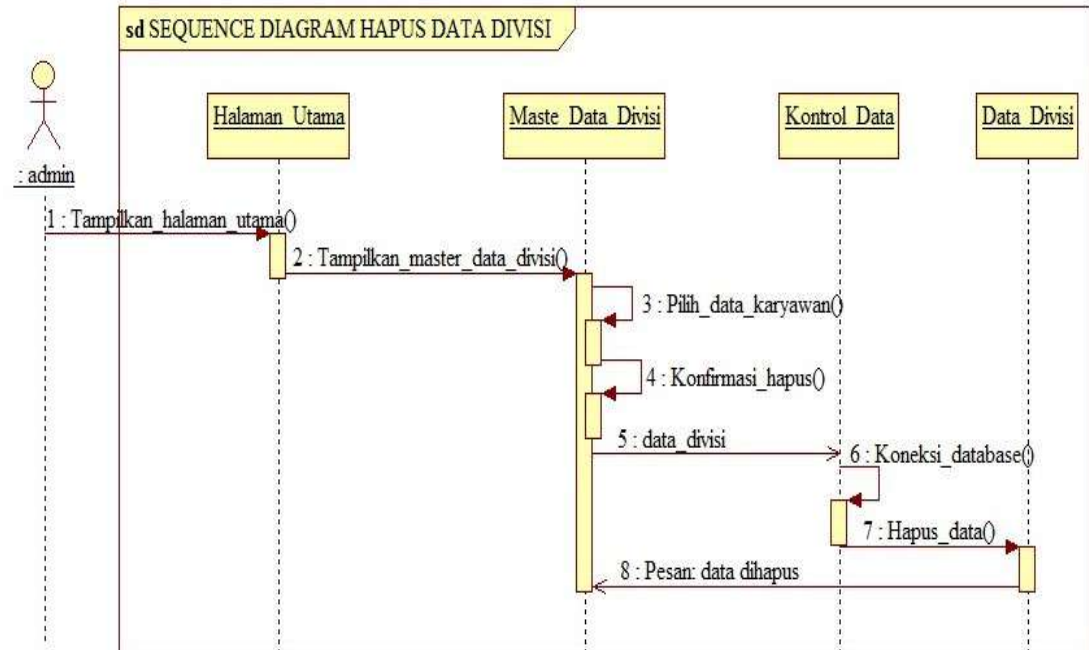 sd SEQUENCE DIAGRAM HAPUS DATA DIVISI
: admin
Halaman_Utama
Maste_Data_Divisi
Kontrol_Data
Data_Divisi
1 : Tampilkan_halaman_utama()
2 : Tampilkan_master_data_divisi()
3 : Pilih_data_karyawan()
4 : Konfirmasi_hapus()
5 : data_divisi
6 : Koneksi_database()
7 : Hapus_data()
8 : Pesan: data dihapus